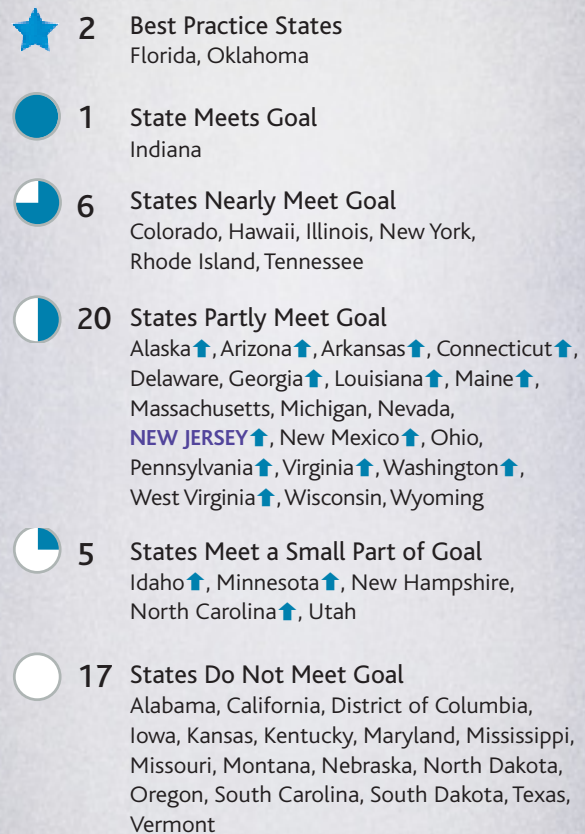 2 Best Practice States
Florida, Oklahoma
1 State Meets Goal
Indiana
6 States Nearly Meet Goal
Colorado, Hawaii, Illinois, New York,
Rhode Island, Tennessee
20 States Partly Meet Goal
Alaska⬆, Arizona⬆, Arkansas⬆, Connecticut⬆,
Delaware, Georgia⬆, Louisiana⬆, Maine⬆,
Massachusetts, Michigan, Nevada,
NEW JERSEY⬆, New Mexico⬆, Ohio,
Pennsylvania⬆, Virginia⬆, Washington⬆,
West Virginia⬆, Wisconsin, Wyoming
5 States Meet a Small Part of Goal
Idaho⬆, Minnesota⬆, New Hampshire,
North Carolina⬆, Utah
17 States Do Not Meet Goal
Alabama, California, District of Columbia,
Iowa, Kansas, Kentucky, Maryland, Mississippi,
Missouri, Montana, Nebraska, North Dakota,
Oregon, South Carolina, South Dakota, Texas,
Vermont